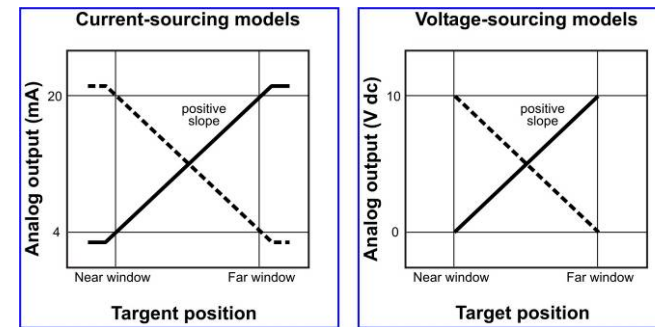 Current-sourcing models
Analog output (mA)
20
4
positive
slope
Near window
Far window
Targent position
Voltage-sourcing models
Analog output (V dc)
10
0
positive
slope
Near window
Far window
Target position